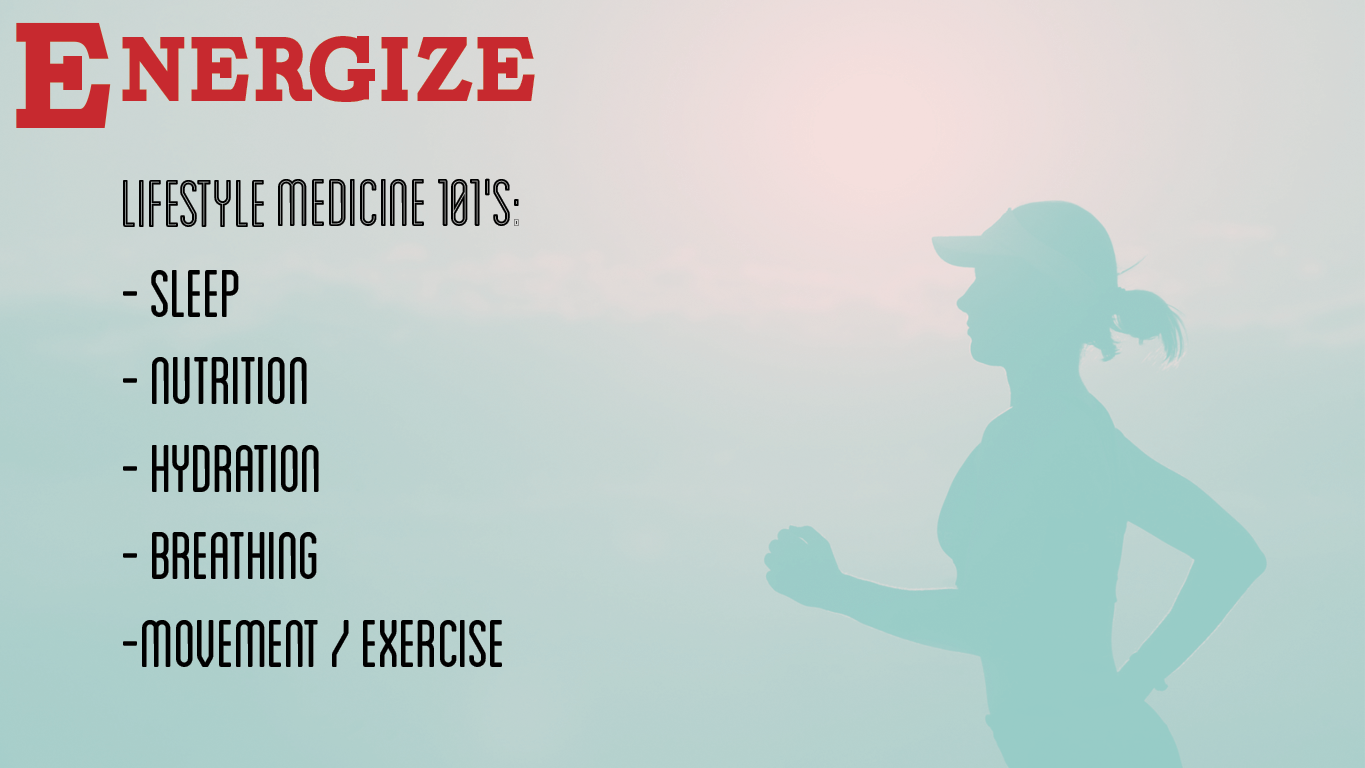 ENERGIZE
LIFESTYLE MEDICINE 101'S:
- SLEEP
- NUTRITION
- HYDRATION
- BREATHING
-MOVEMENT / EXERCISE